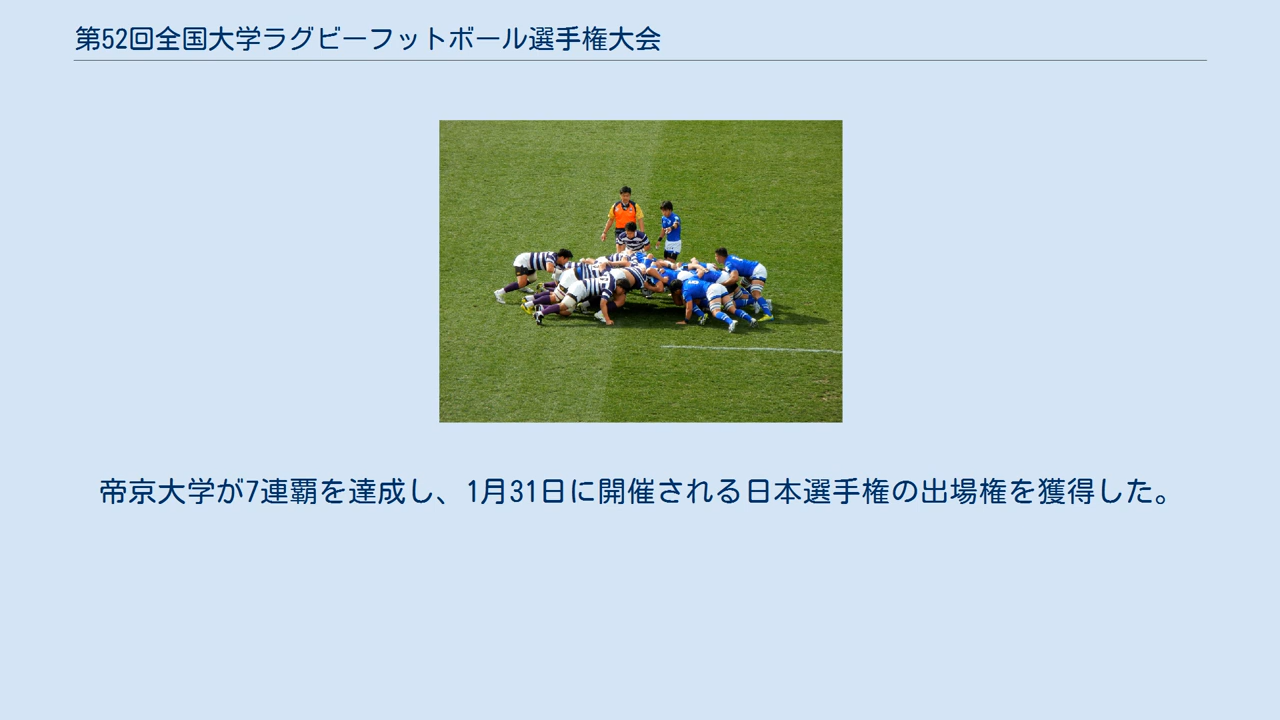 第52回全国大学ラグビーフットボール選手権大会
帝京大学が7連覇を達成し、1月31日に開催される日本選手権の出場権を獲得した。